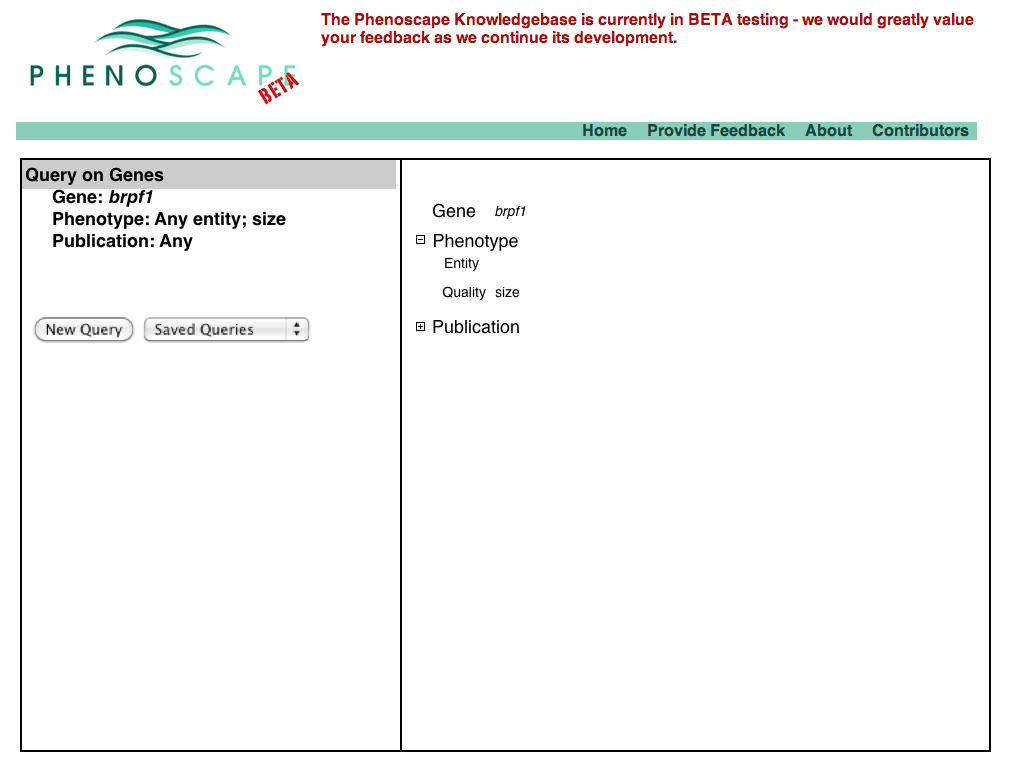 PHENOSCAPE
BETA
The Phenoscape Knowledgebase is currently in BETA testing - we would greatly value
your feedback as we continue its development.
Home Provide Feedback About Contributors
Query on Genes
Gene: brpf1
Phenotype: Any entity; size
Publication: Any
New Query Saved Queries
Gene brpf1
Phenotype
Entity
Quality size
Publication